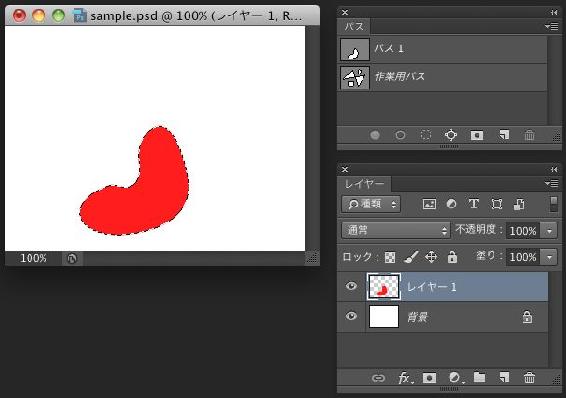 sample.psd @ 100% (レイヤー 1, R...
100%
パス
パス 1
作業用パス
レイヤー
種類
通常
不透明度： 100%
ロック： 塗り： 100%
レイヤー 1
背景
fx